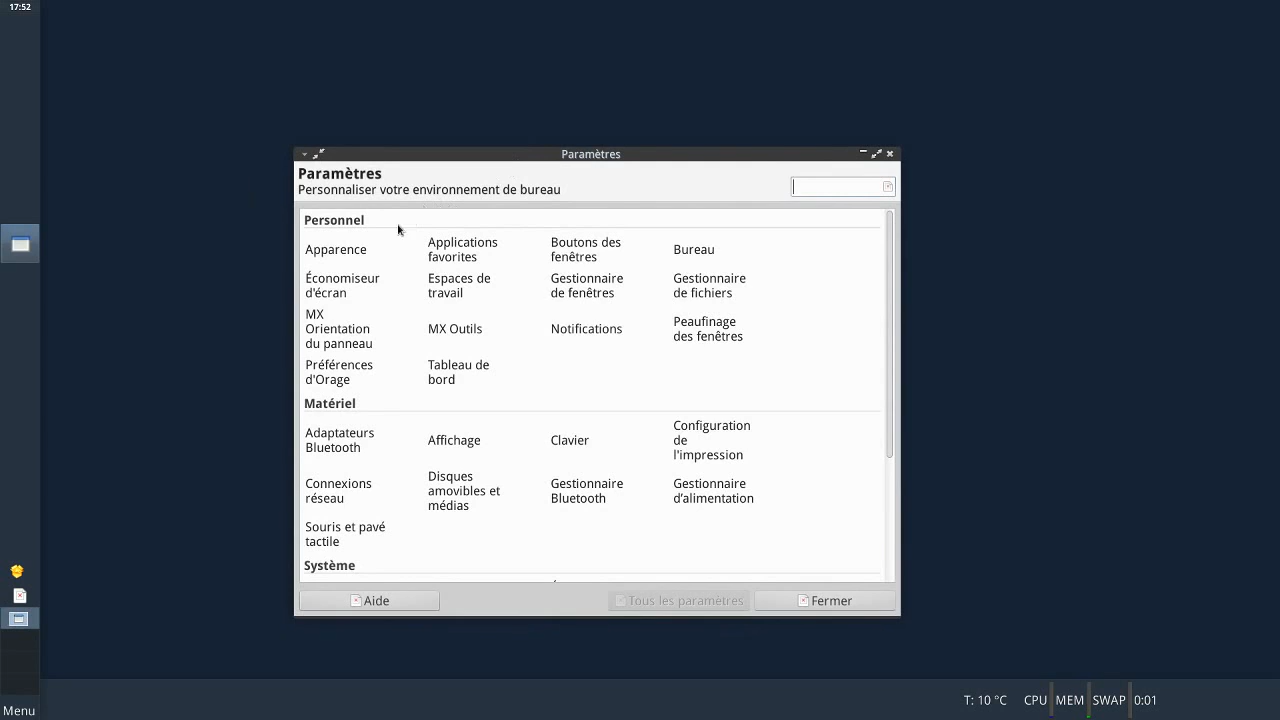 17:52
Paramètres
Paramètres
Personnaliser votre environnement de bureau
Personnel
Apparence
Applications
favorites
Boutons des
fenêtres
Bureau
Économiseur
d'écran
Espaces de
travail
Gestionnaire
de fenêtres
Gestionnaire
de fichiers
MX
Orientation
du panneau
MX Outils
Notifications
Peaufinage
des fenêtres
Préférences
d'Orage
Tableau de
bord
Matériel
Adaptateurs
Bluetooth
Affichage
Clavier
Configuration
de
l'impression
Connexions
réseau
Disques
amovibles et
médias
Gestionnaire
Bluetooth
Gestionnaire
d’alimentation
Souris et pavé
tactile
Système
Aide
Tous les paramètres
Fermer
Menu
T: 10 °C
CPU
MEM
SWAP
0:01